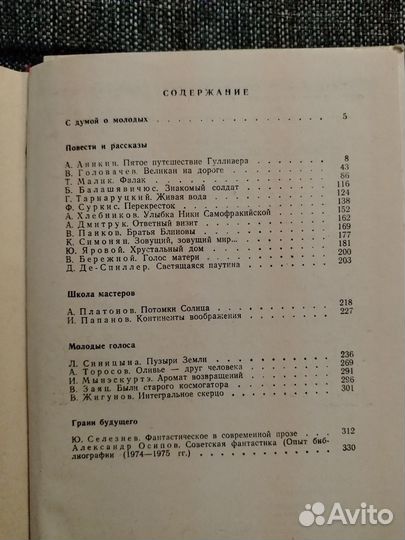 СОДЕРЖАНИЕ
С думой о молодых . . . . . . . . . . . . . 5
Повести и рассказы
А. Аникин. Пятое путешествие Гулливера . . . . 8
В. Головачев. Великан на дороге . . . . . . 43
Т. Малик. Фалак . . . . . . . . . . . . 86
Б. Балашявичюс. Знакомый солдат . . . . . . 116
Г. Тарнаруцкий. Живая вода . . . . . . . . 124
Ф. Суркис. Перекресток . . . . . . . . . 138
А. Хлебников. Улыбка Ники Самофракийской . . . 152
А. Дмитрук. Ответный визит . . . . . . . . 162
В. Панков. Братья Блиновы . . . . . . . . 169
К. Симонян. Зовущий, зовущий мир... . . . . . 177
Ю. Яровой. Хрустальный дом . . . . . . . . 181
В. Бережной. Голос матери . . . . . . . . 200
Д. Де-Спиллер. Светящаяся паутина . . . . . . 203
Школа мастеров
А. Платонов. Потомки Солнца . . . . . . . 218
И. Папанов. Континенты воображения . . . . . 227
Молодые голоса
Л. Синицына. Пузыри Земли . . . . . . . . 236
А. Торосов. Оливье — друг человека . . . . . 269
И. Мынэскуртэ. Аромат возвращений . . . . . 291
В. Заяц. Были старого космогатора . . . . . 296
В. Жигунов. Интегральное скерцо . . . . . . 301
Грани будущего
Ю. Селезнев. Фантастическое в современной прозе . 312
Александр Осипов. Советская фантастика (Опыт биб-
лиографии (1974—1975 гг.) . . . . . . . . 330
Avito